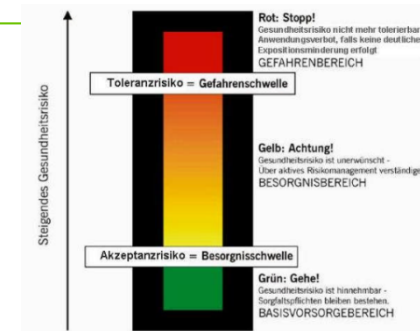 Steigendes Gesundheitsrisiko
Rot: Stopp!
Gesundheitsrisiko nicht mehr tolerierbar
Anwendungsverbot, falls keine deutliche
Expositionsminderung erfolgt
GEFAHRENBEREICH
Toleranzrisiko = Gefahrenschwelle
Gelb: Achtung!
Gesundheitsrisiko ist unerwünscht -
Über aktives Risikomanagement verständige
BESORGNISBEREICH
Akzeptanzrisiko = Besorgnisschwelle
Grün: Gehe!
Gesundheitsrisiko ist hinnehmbar -
Sorgfaltspflichten bleiben bestehen.
BASISVORSORGEBEREICH